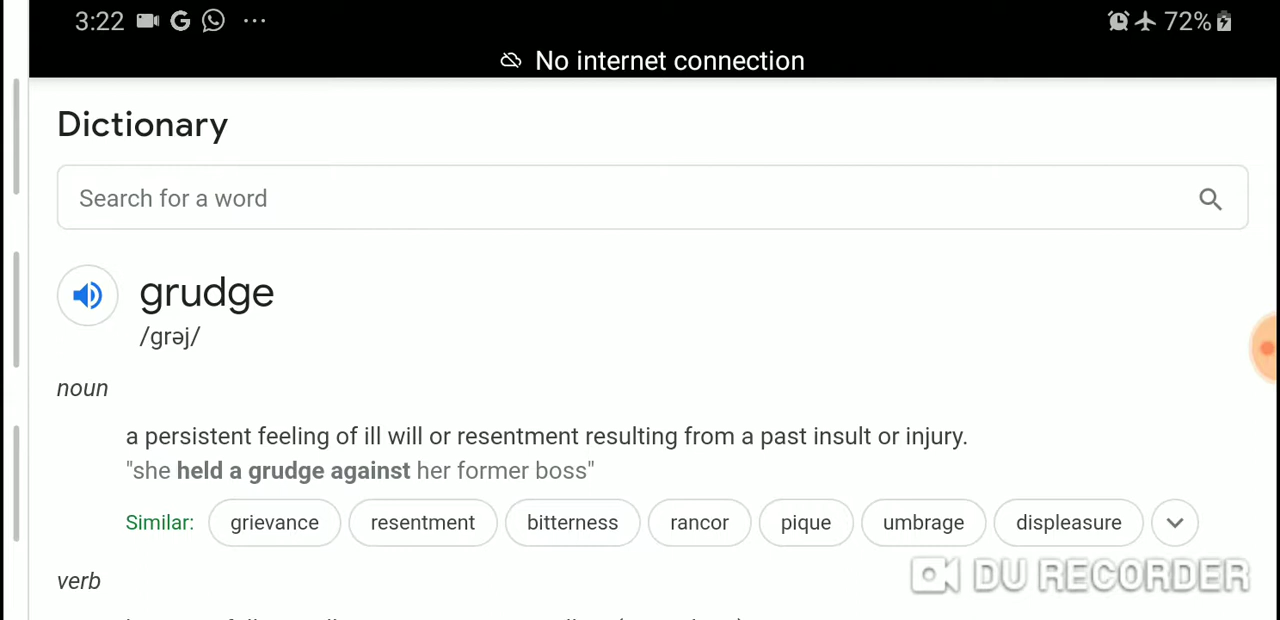 3:22 G ... 72%
No internet connection
Dictionary
Search for a word
grudge
/grəj/
noun
a persistent feeling of ill will or resentment resulting from a past insult or injury.
"she held a grudge against her former boss"
Similar: grievance resentment bitterness rancor pique umbrage displeasure
DU RECORDER
verb